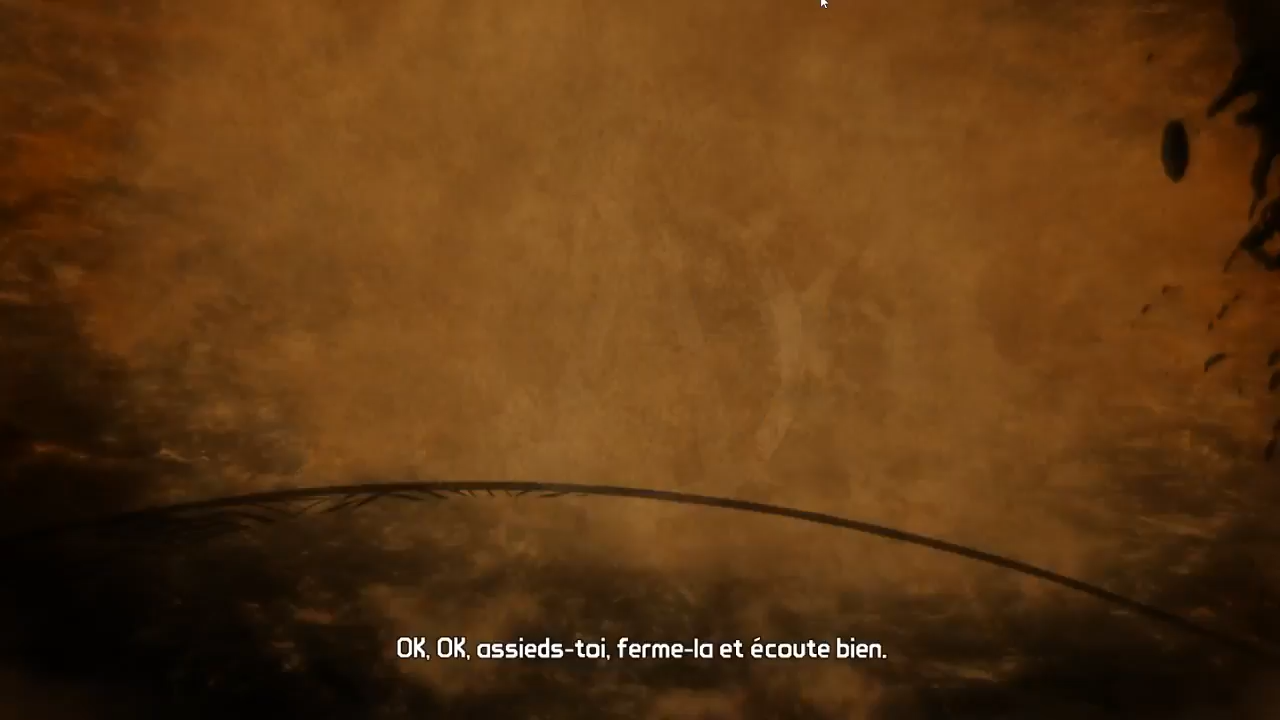 OK, OK, assieds-toi, ferme-la et écoute bien.